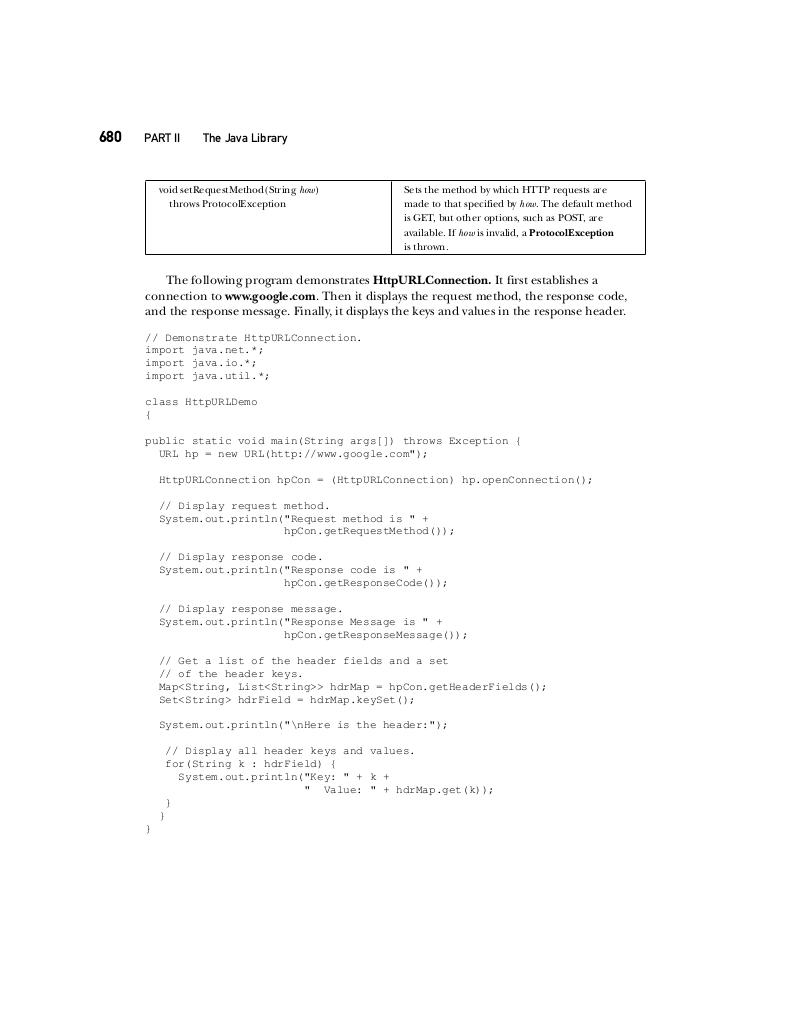 680 PART II The Java Library
void setRequestMethod(String how)
throws ProtocolException
Sets the method by which HTTP requests are
made to that specified by how. The default method
is GET, but other options, such as POST, are
available. If how is invalid, a ProtocolException
is thrown.
The following program demonstrates HttpURLConnection. It first establishes a
connection to www.google.com. Then it displays the request method, the response code,
and the response message. Finally, it displays the keys and values in the response header.
// Demonstrate HttpURLConnection.
import java.net.*;
import java.io.*;
import java.util.*;
class HttpURLDemo
{
public static void main(String args[]) throws Exception {
URL hp = new URL(http://www.google.com");
HttpURLConnection hpCon = (HttpURLConnection) hp.openConnection();
// Display request method.
System.out.println("Request method is " +
hpCon.getRequestMethod());
// Display response code.
System.out.println("Response code is " +
hpCon.getResponseCode());
// Display response message.
System.out.println("Response Message is " +
hpCon.getResponseMessage());
// Get a list of the header fields and a set
// of the header keys.
Map<String, List<String>> hdrMap = hpCon.getHeaderFields();
Set<String> hdrField = hdrMap.keySet();
System.out.println("\nHere is the header:");
// Display all header keys and values.
for(String k : hdrField) {
System.out.println("Key: " + k +
"  Value: " + hdrMap.get(k));
}
}
}